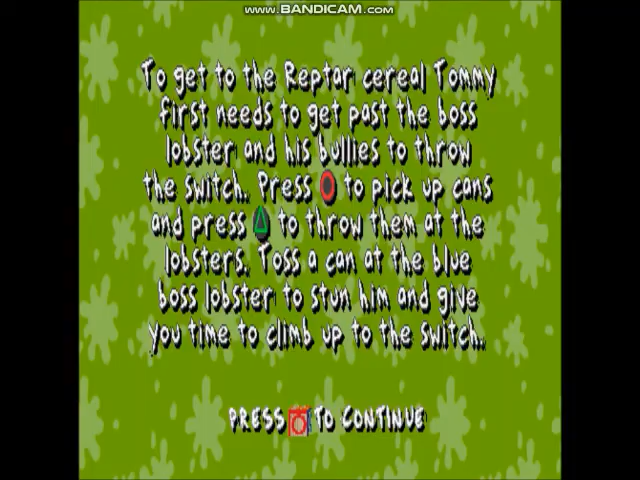 www.BANDICAM.com
To get to the Reptar cereal Tommy
first needs to get past the boss
lobster and his bullies to throw
the switch. Press to pick up cans
and press to throw them at the
lobsters. Toss a can at the blue
boss lobster to stun him and give
you time to climb up to the switch.
PRESS TO CONTINUE